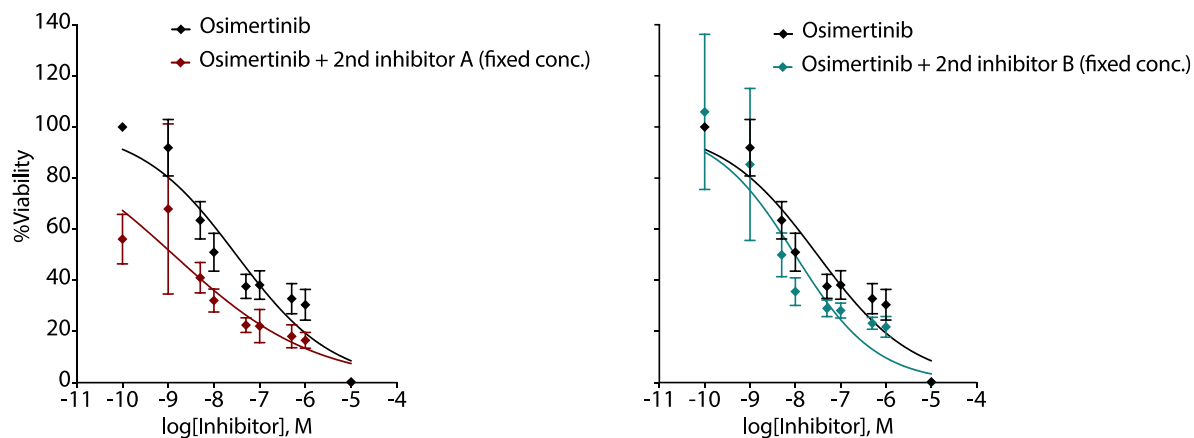 Osimertinib
Osimertinib + 2nd inhibitor A (fixed conc.)
%Viability
140
120
100
80
60
40
20
0
-11 -10 -9 -8 -7 -6 -5 -4
log[Inhibitor], M
Osimertinib
Osimertinib + 2nd inhibitor B (fixed conc.)
-11 -10 -9 -8 -7 -6 -5 -4
log[Inhibitor], M